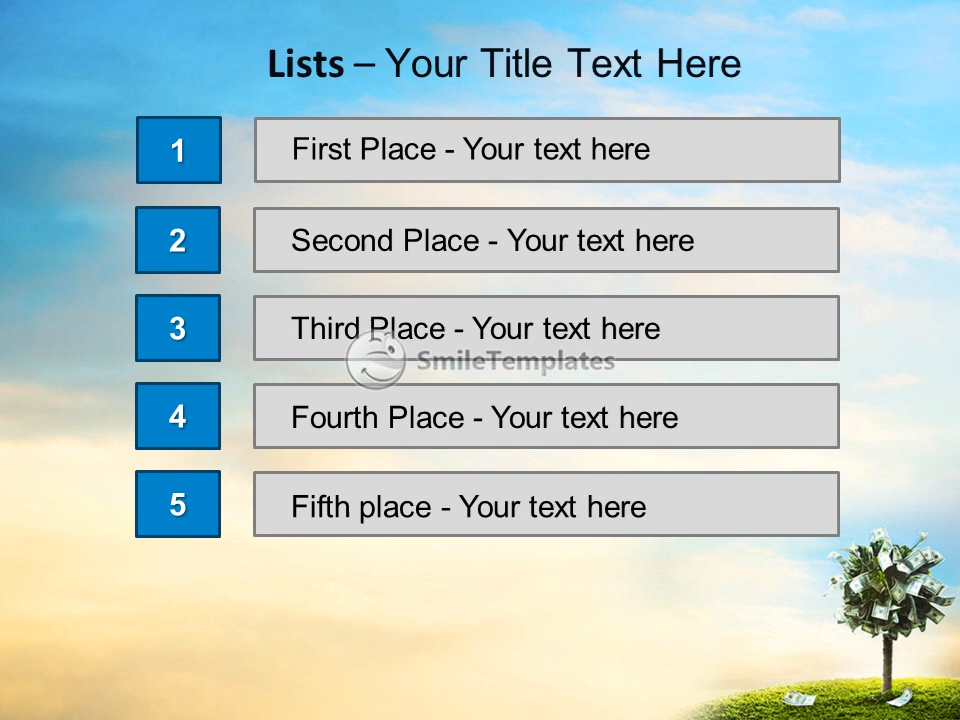 Lists – Your Title Text Here
1 First Place - Your text here
2 Second Place - Your text here
3 Third Place - Your text here
SmileTemplates
4 Fourth Place - Your text here
5 Fifth place - Your text here